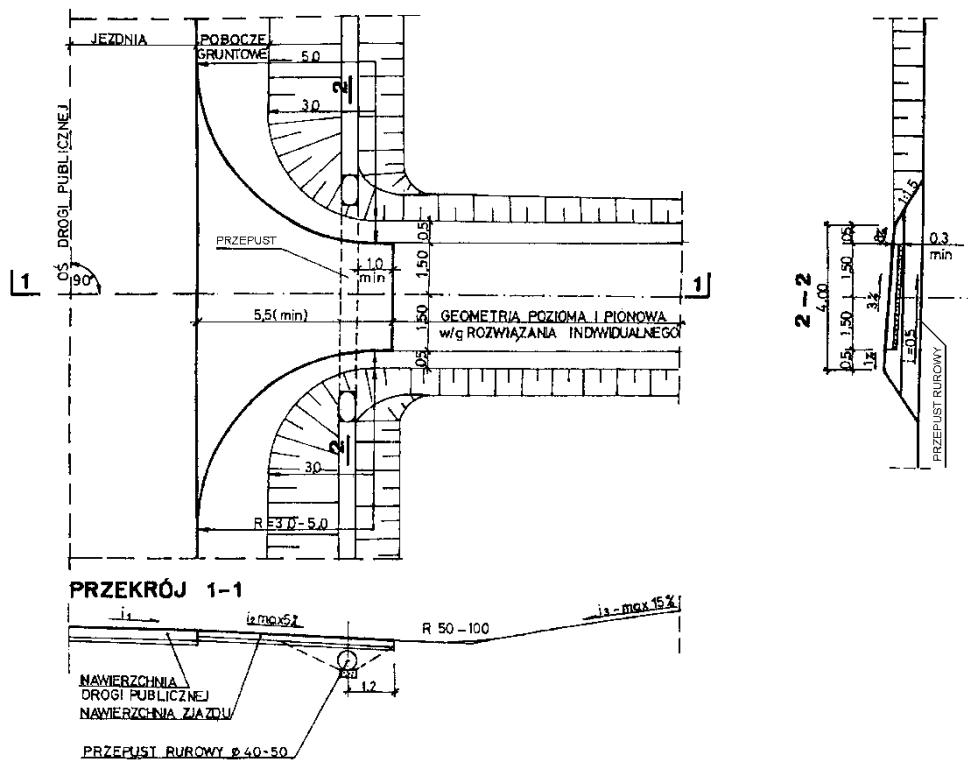 JEZDNIA
POBOCZE
GRUNTOWE
5.0
2
3.0
OŚ DROGI PUBLICZNEJ
90°
PRZEPUST
1.0
min
0.5
1.50
1.50
0.5
1
1
5,5(min)
GEOMETRJA POZIOMA I PIONOWA
w/g ROZWIĄZANIA INDYWIDUALNEGO
2
3.0
R=3.0-5.0
2-2
4.00
0.5
1.50
1.50
0.5
1:1.5
8%
3%
i=0.5
0.3
min
PRZEPUST RUROWY
PRZEKRÓJ 1-1
i1
i2 max5%
R 50-100
i3-max 15%
1.2
NAWIERZCHNIA
DROGI PUBLICZNEJ
NAWIERZCHNIA ZJAZDU
PRZEPUST RUROWY ø 40-50